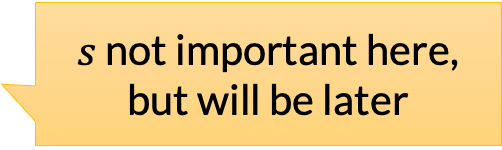 s not important here,
but will be later